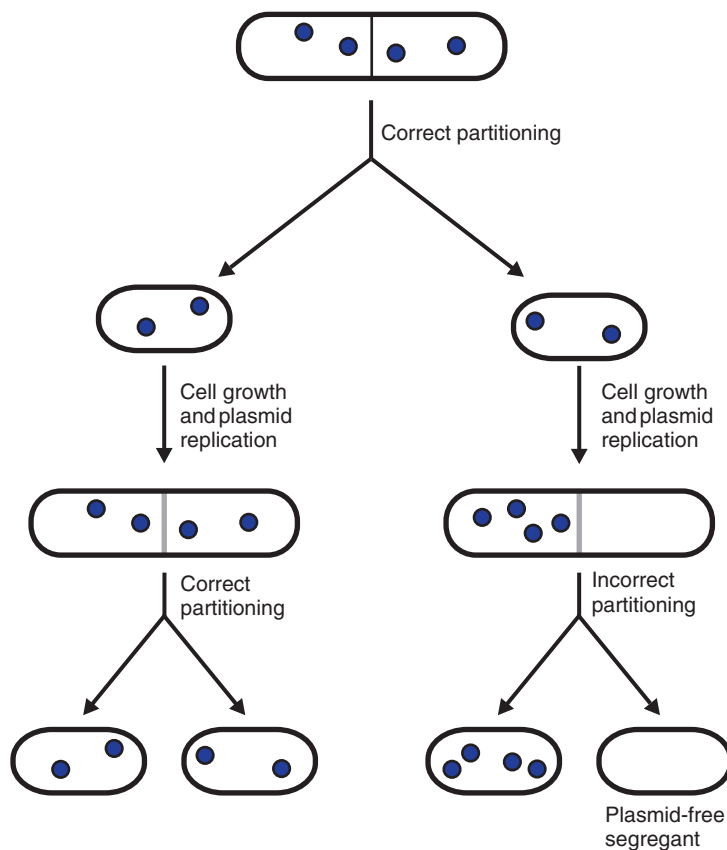 Correct partitioning
Cell growth
and plasmid
replication
Cell growth
and plasmid
replication
Correct
partitioning
Incorrect
partitioning
Plasmid-free
segregant